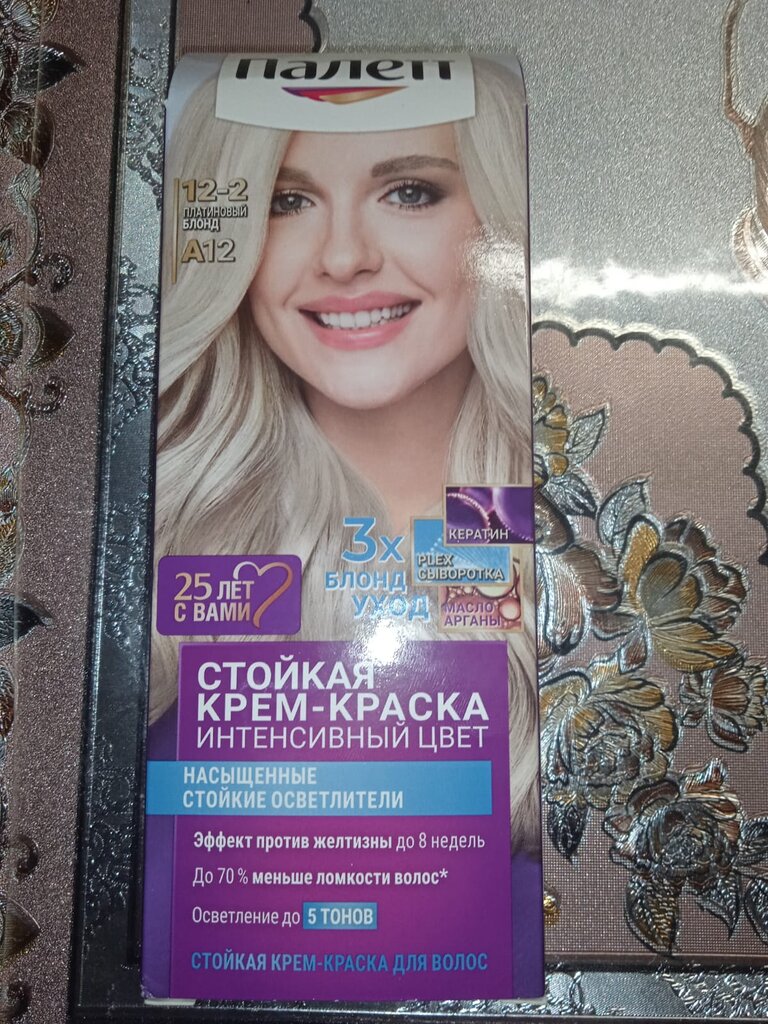 Палетт
12-2
ПЛАТИНОВЫЙ
БЛОНД
A12
КЕРАТИН
3x
БЛОНД
УХОД
PLEX
СЫВОРОТКА
МАСЛО
АРГАНЫ
25 ЛЕТ
С ВАМИ
СТОЙКАЯ
КРЕМ-КРАСКА
ИНТЕНСИВНЫЙ ЦВЕТ
НАСЫЩЕННЫЕ
СТОЙКИЕ ОСВЕТЛИТЕЛИ
Эффект против желтизны до 8 недель
До 70 % меньше ломкости волос*
Осветление до 5 ТОНОВ
СТОЙКАЯ КРЕМ-КРАСКА ДЛЯ ВОЛОС